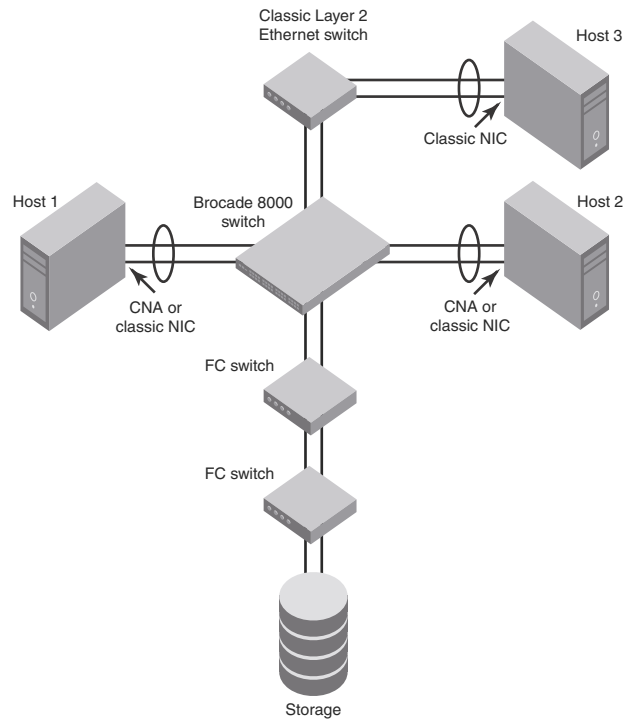 Classic Layer 2
Ethernet switch
Host 3
Classic NIC
Host 1
Brocade 8000
switch
Host 2
CNA or
classic NIC
CNA or
classic NIC
FC switch
FC switch
Storage